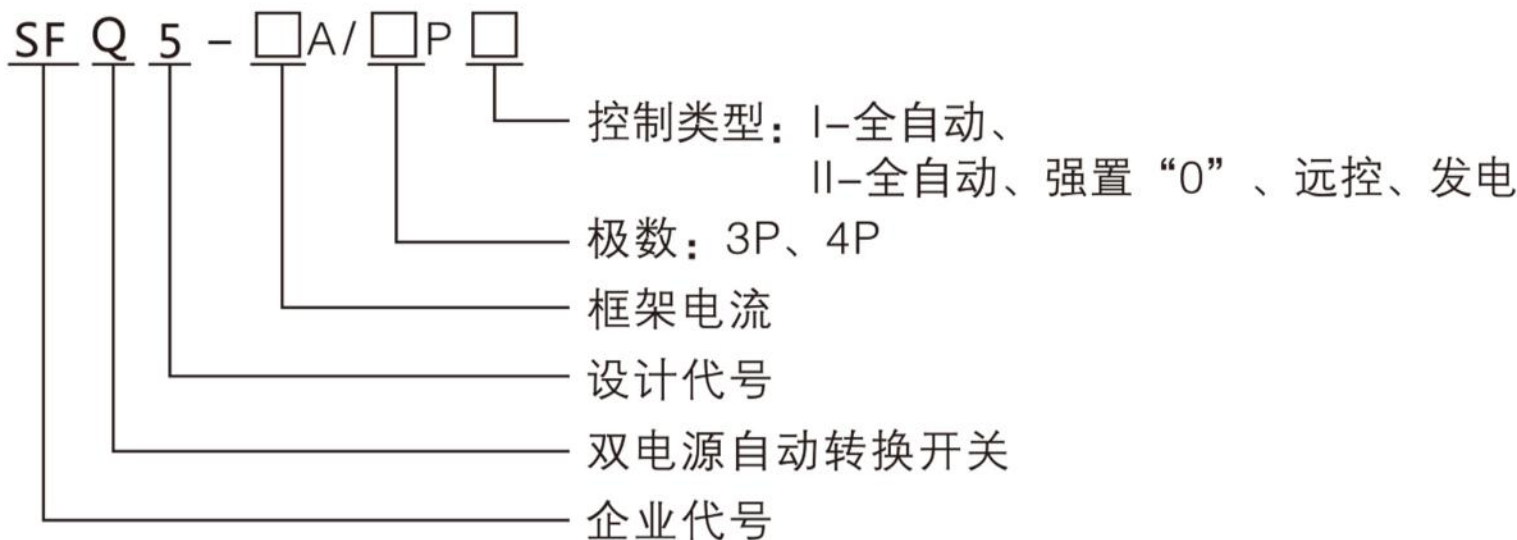 SF Q 5 – □A/□P□
控制类型：I–全自动、
II–全自动、强置“0”、远控、发电
极数：3P、4P
框架电流
设计代号
双电源自动转换开关
企业代号